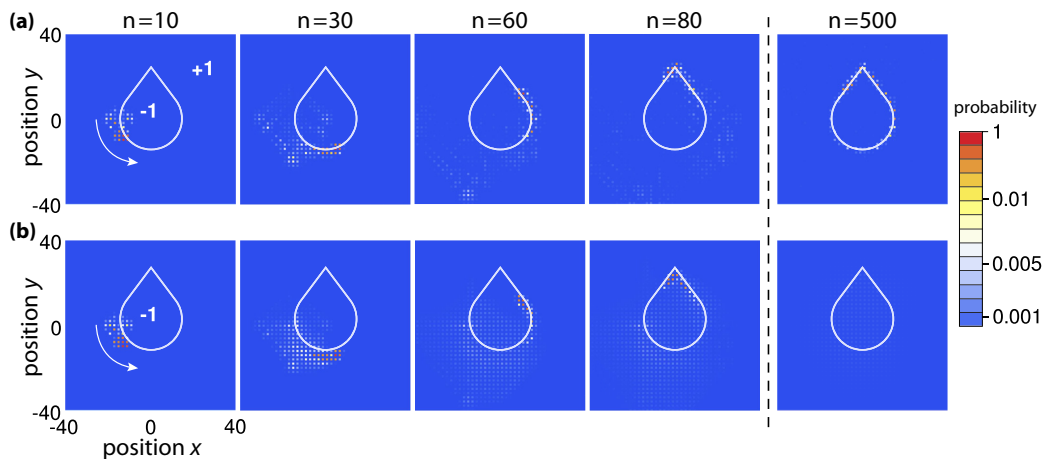 (a) n=10 n=30 n=60 n=80 n=500
40
position y
0
-40
+1
-1
probability
1
0.01
0.005
0.001
(b)
40
position y
0
-40
-1
-40 0 40
position x